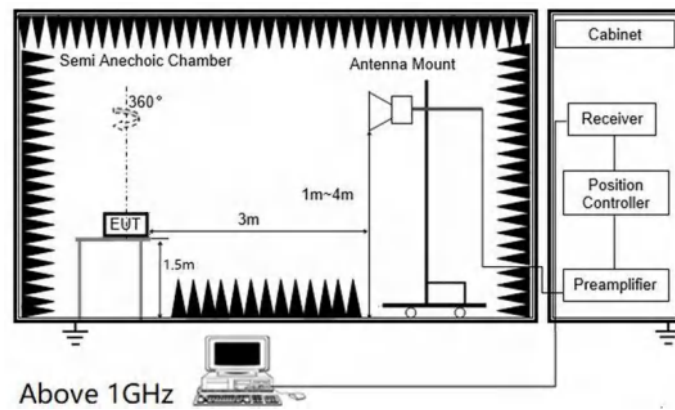 Semi Anechoic Chamber
Antenna Mount
Cabinet
360°
Receiver
1m~4m
Position
Controller
EUT
3m
1.5m
Preamplifier
Above 1GHz